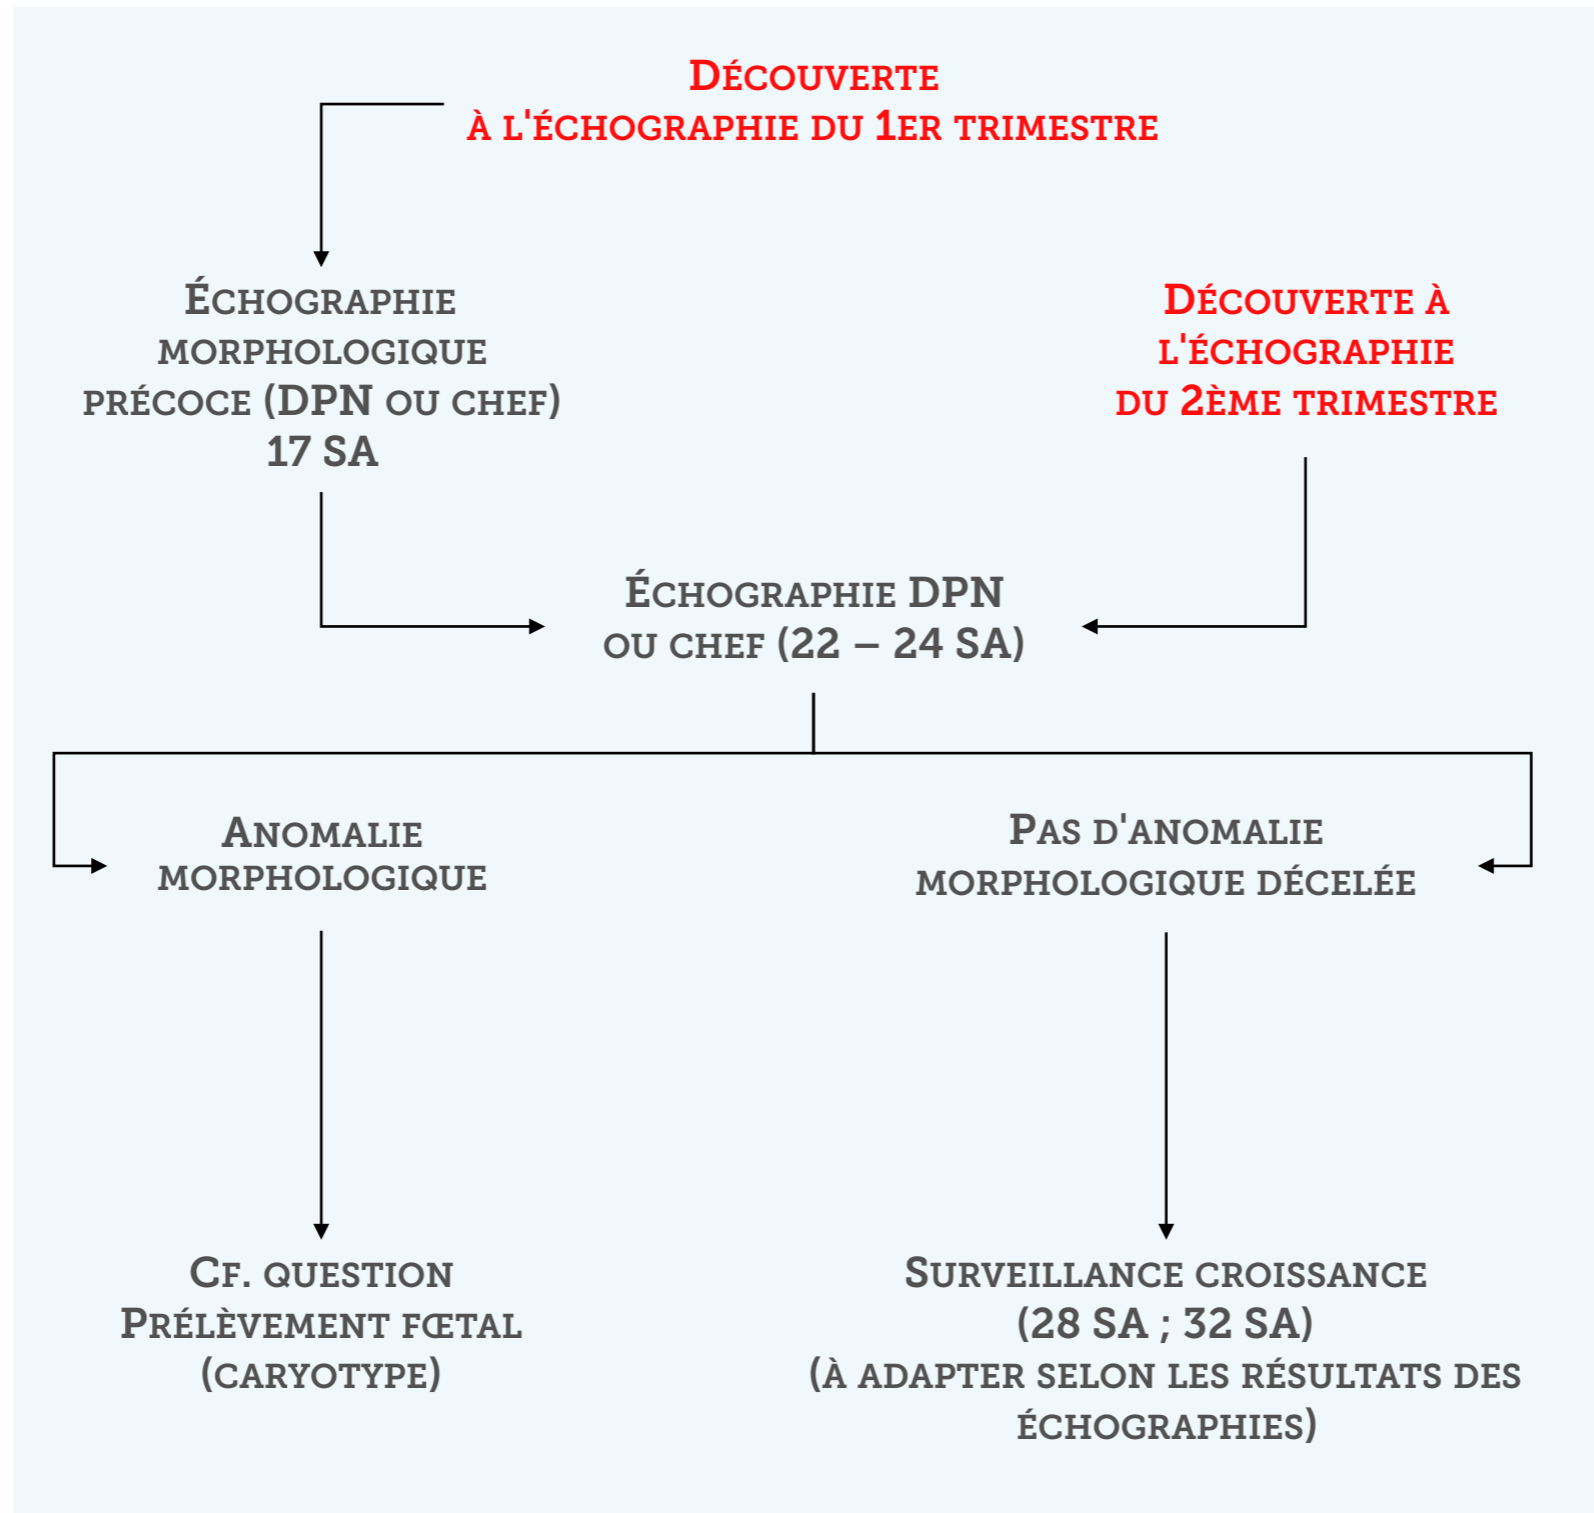 Découverte
à l'échographie du 1er trimestre
Échographie
morphologique
précoce (DPN ou chef)
17 SA
Découverte à
l'échographie
du 2ème trimestre
Échographie DPN
ou chef (22 – 24 SA)
Anomalie
morphologique
Pas d'anomalie
morphologique décelée
Cf. question
Prélèvement fœtal
(caryotype)
Surveillance croissance
(28 SA ; 32 SA)
(à adapter selon les résultats des
échographies)